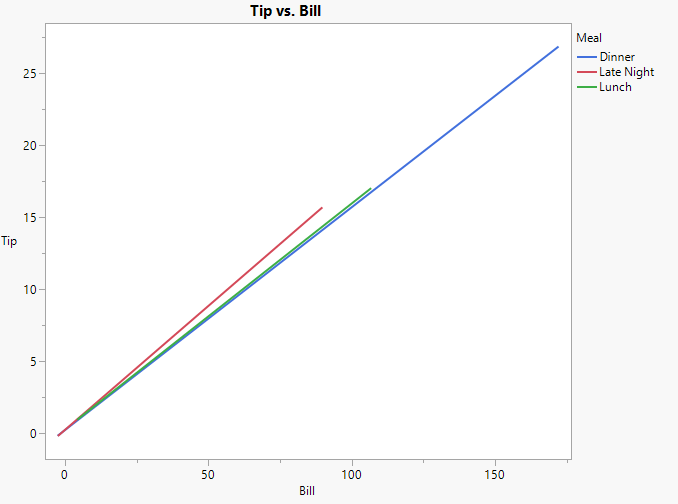 Tip vs. Bill
Meal
Dinner
Late Night
Lunch
25
20
15
Tip
10
5
0
0 50 100 150
Bill